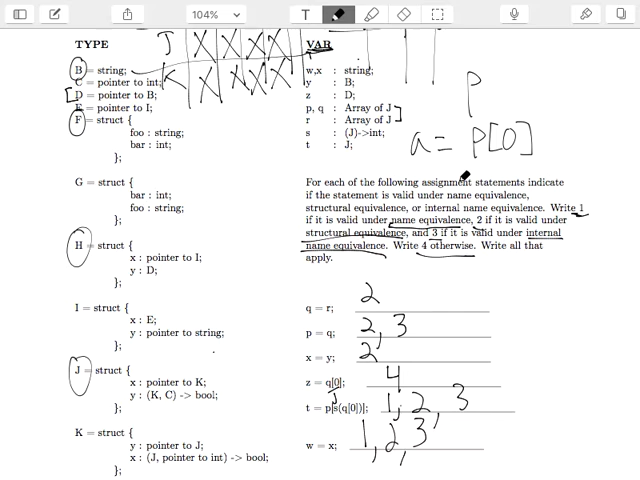 104%
TYPE
B = string;
C = pointer to int;
D = pointer to B;
E = pointer to I;
F = struct {
foo : string;
bar : int;
};
G = struct {
bar : int;
foo : string;
};
H = struct {
x : pointer to I;
y : D;
};
I = struct {
x : E;
y : pointer to string;
};
J = struct {
x : pointer to K;
y : (K, C) -> bool;
};
K = struct {
y : pointer to J;
x : (J, pointer to int) -> bool;
};
J X X X X
K X X X X
VAR
w,x : string;
y : B;
z : D;
p, q : Array of J
r : Array of J
s : (J)->int;
t : J;
p
a = p[0]
For each of the following assignment statements indicate
if the statement is valid under name equivalence,
structural equivalence, or internal name equivalence. Write 1
if it is valid under name equivalence, 2 if it is valid under
structural equivalence, and 3 if it is valid under internal
name equivalence. Write 4 otherwise. Write all that
apply.
q = r; 2
p = q; 2, 3
x = y; 2
z = q[0]; 4
J
t = p[s(q[0])]; 1, 2, 3
w = x; 1, 2, 3